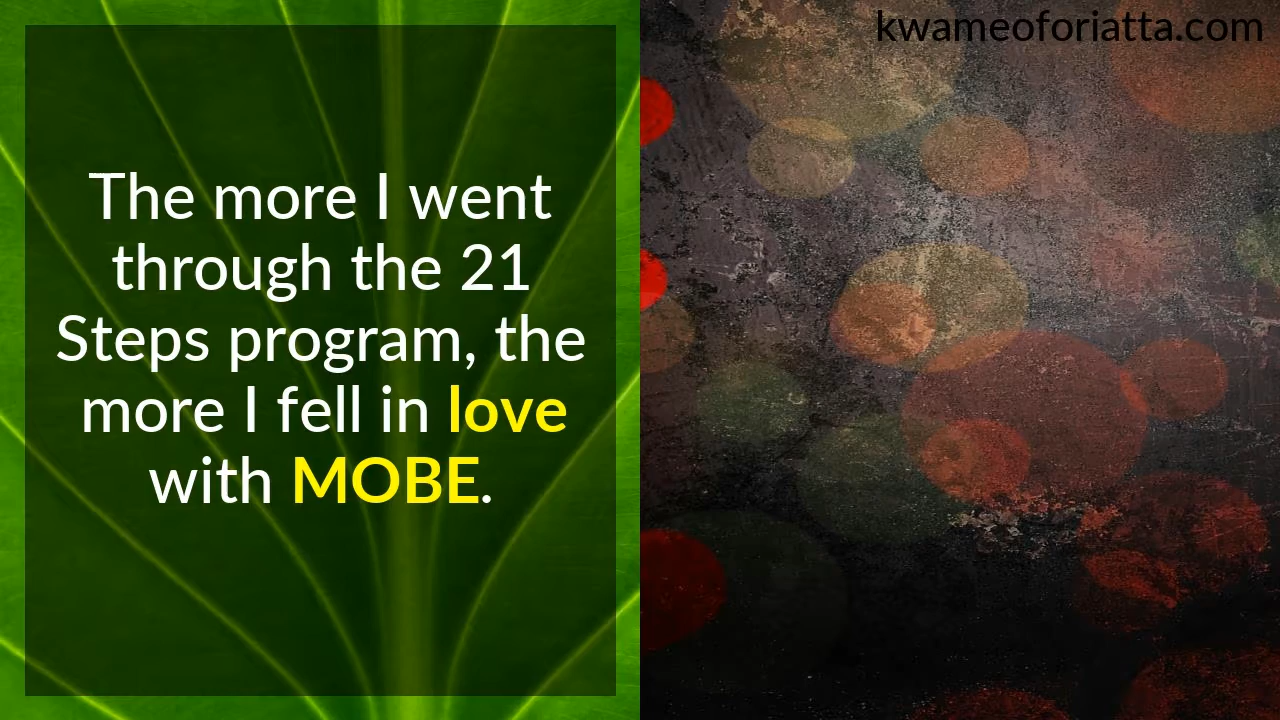 kwameoforiatta.com
The more I went
through the 21
Steps program, the
more I fell in love
with MOBE.